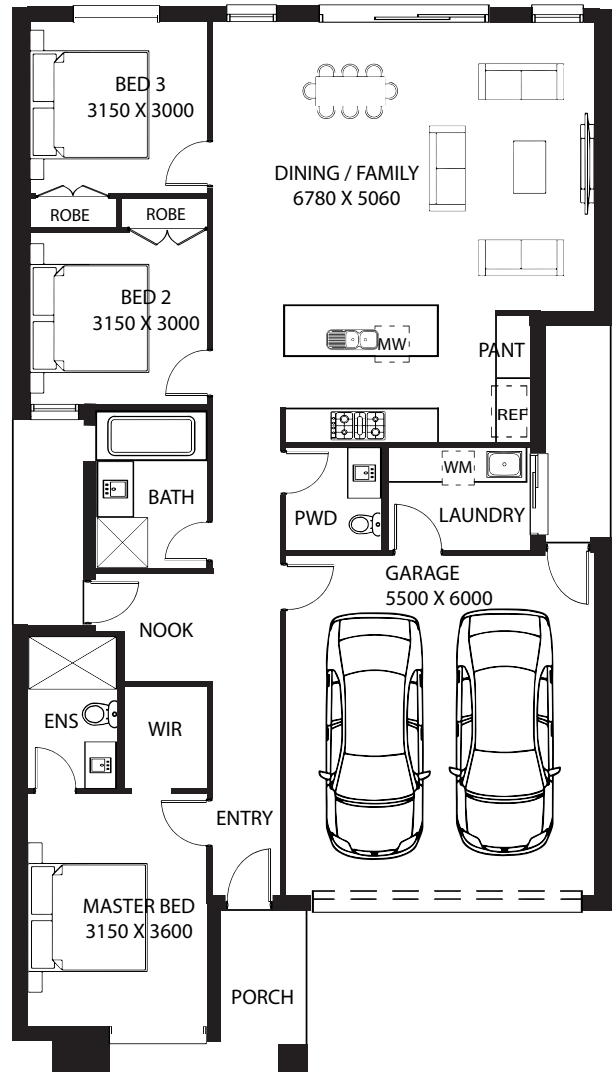 BED 3
3150 X 3000
DINING / FAMILY
6780 X 5060
ROBE
ROBE
BED 2
3150 X 3000
MW
PANT
REF
BATH
PWD
WM
LAUNDRY
GARAGE
5500 X 6000
NOOK
ENS
WIR
ENTRY
MASTER BED
3150 X 3600
PORCH